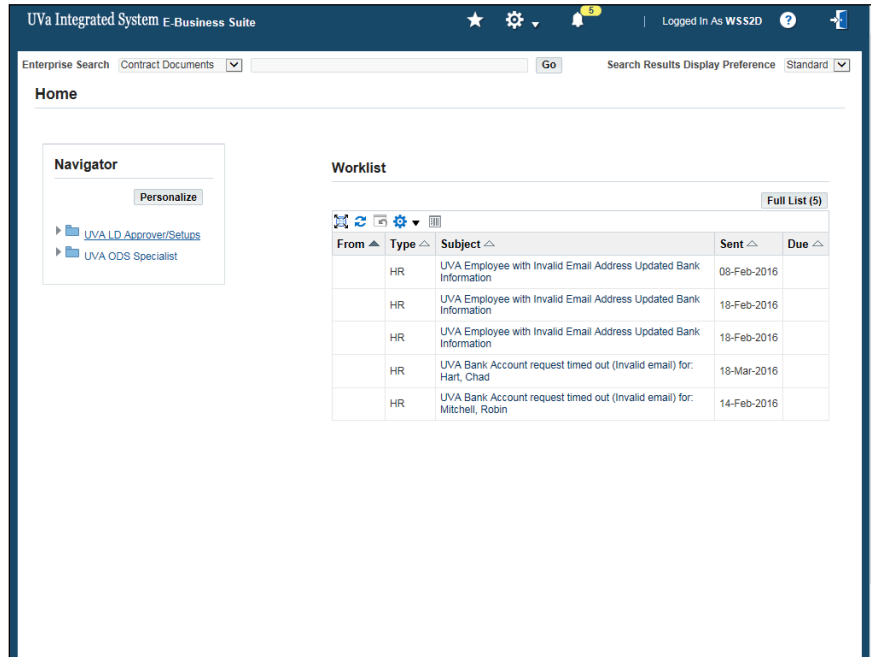 UVa Integrated System E-Business Suite
5
Logged In As WSS2D
?
Enterprise Search Contract Documents Go Search Results Display Preference Standard
Home
Navigator
Personalize
UVA LD Approver/Setups
UVA ODS Specialist
Worklist
Full List (5)
From Type Subject Sent Due
HR UVA Employee with Invalid Email Address Updated Bank
Information 08-Feb-2016
HR UVA Employee with Invalid Email Address Updated Bank
Information 18-Feb-2016
HR UVA Employee with Invalid Email Address Updated Bank
Information 18-Feb-2016
HR UVA Bank Account request timed out (Invalid email) for:
Hart, Chad 18-Mar-2016
HR UVA Bank Account request timed out (Invalid email) for:
Mitchell, Robin 14-Feb-2016